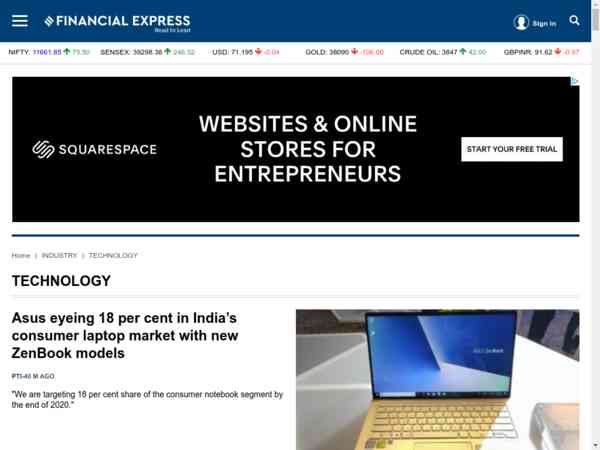 FINANCIAL EXPRESS
Read to Lead
Sign in
NIFTY: 11661.85 75.50 SENSEX: 39298.38 246.32 USD: 71.195 -0.04 GOLD: 38090 -106.00 CRUDE OIL: 3847 42.00 GBPINR: 91.62 -0.97
SQUARESPACE
WEBSITES & ONLINE
STORES FOR
ENTREPRENEURS
START YOUR FREE TRIAL
Home | INDUSTRY | TECHNOLOGY
TECHNOLOGY
Asus eyeing 18 per cent in India's
consumer laptop market with new
ZenBook models
PTI-40 M AGO
"We are targeting 18 per cent share of the consumer notebook segment by
the end of 2020."